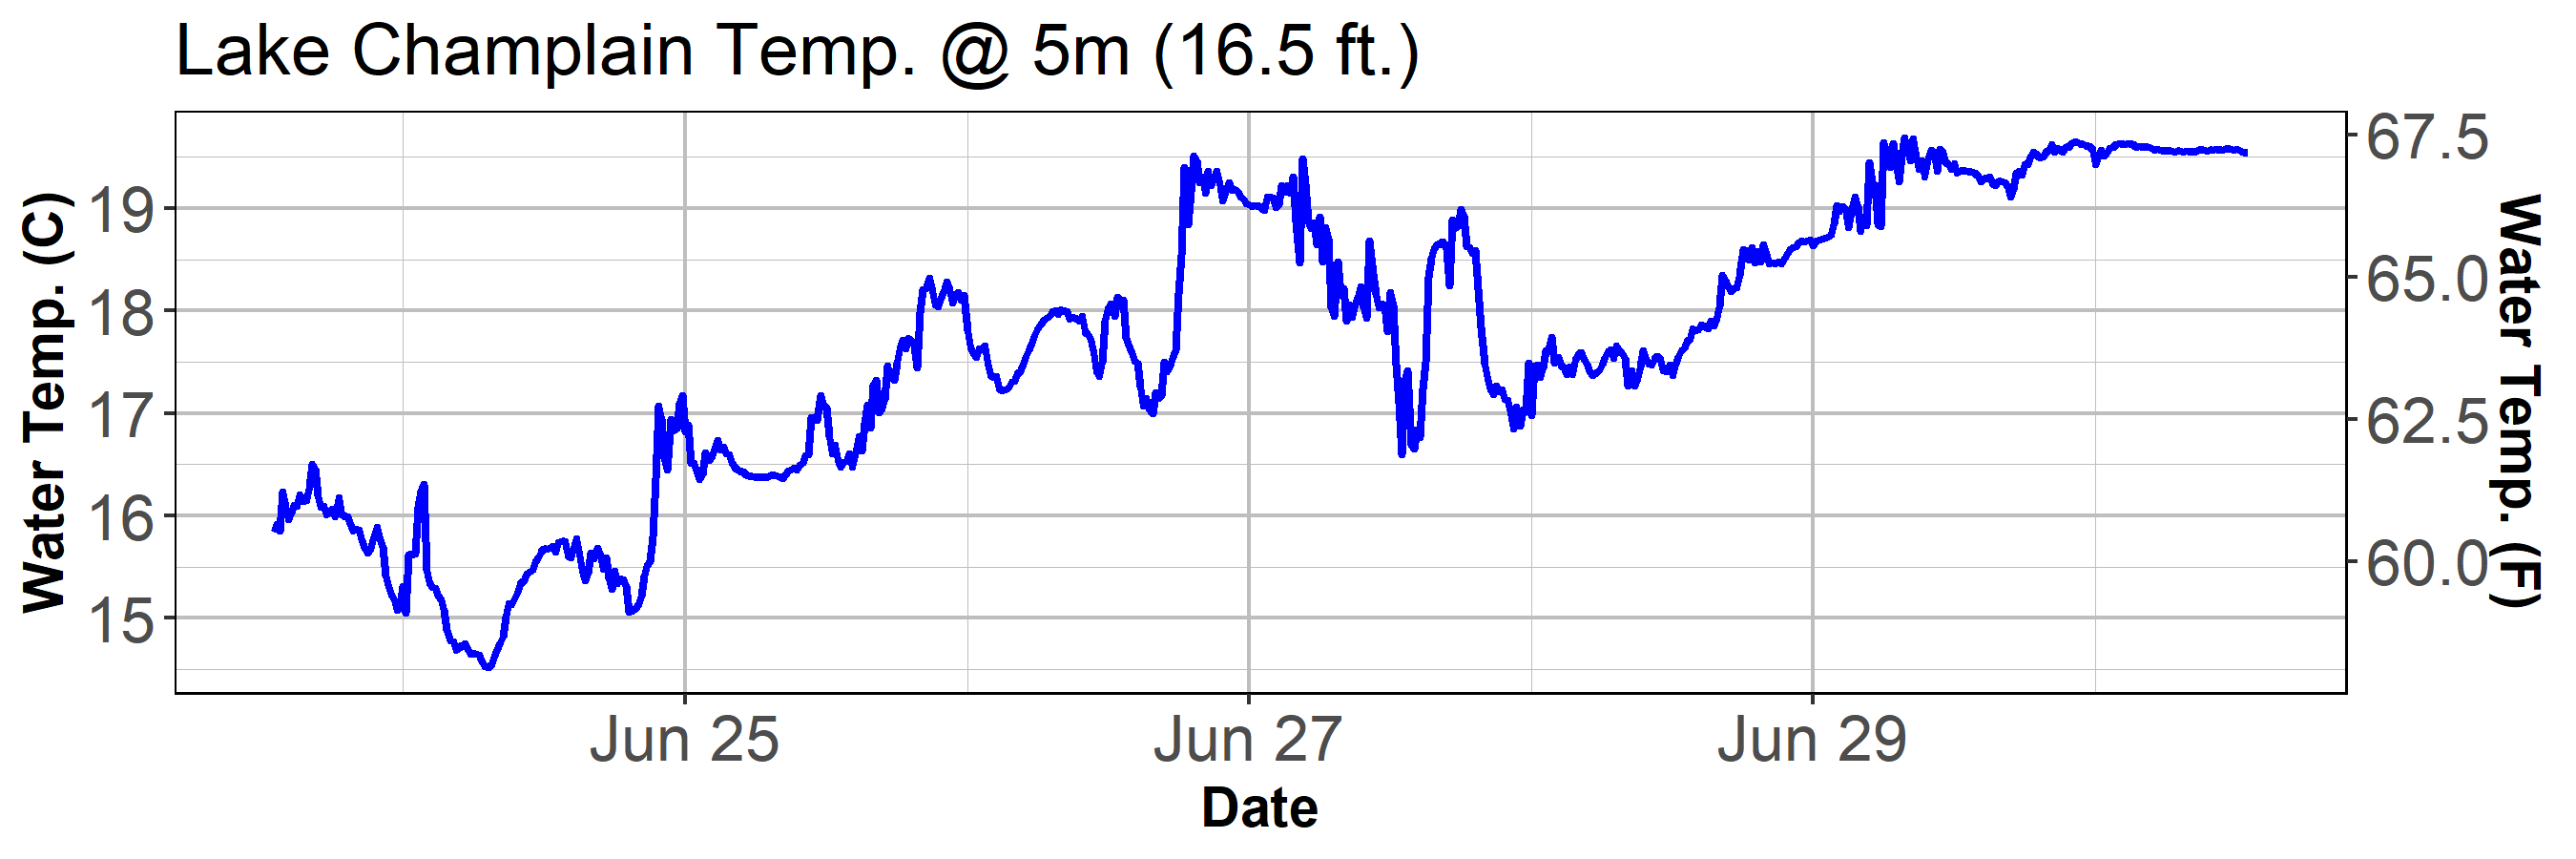 Lake Champlain Temp. @ 5m (16.5 ft.)
Water Temp. (C)
19
18
17
16
15
67.5
65.0
62.5
60.0
Water Temp. (F)
Jun 25
Jun 27
Jun 29
Date